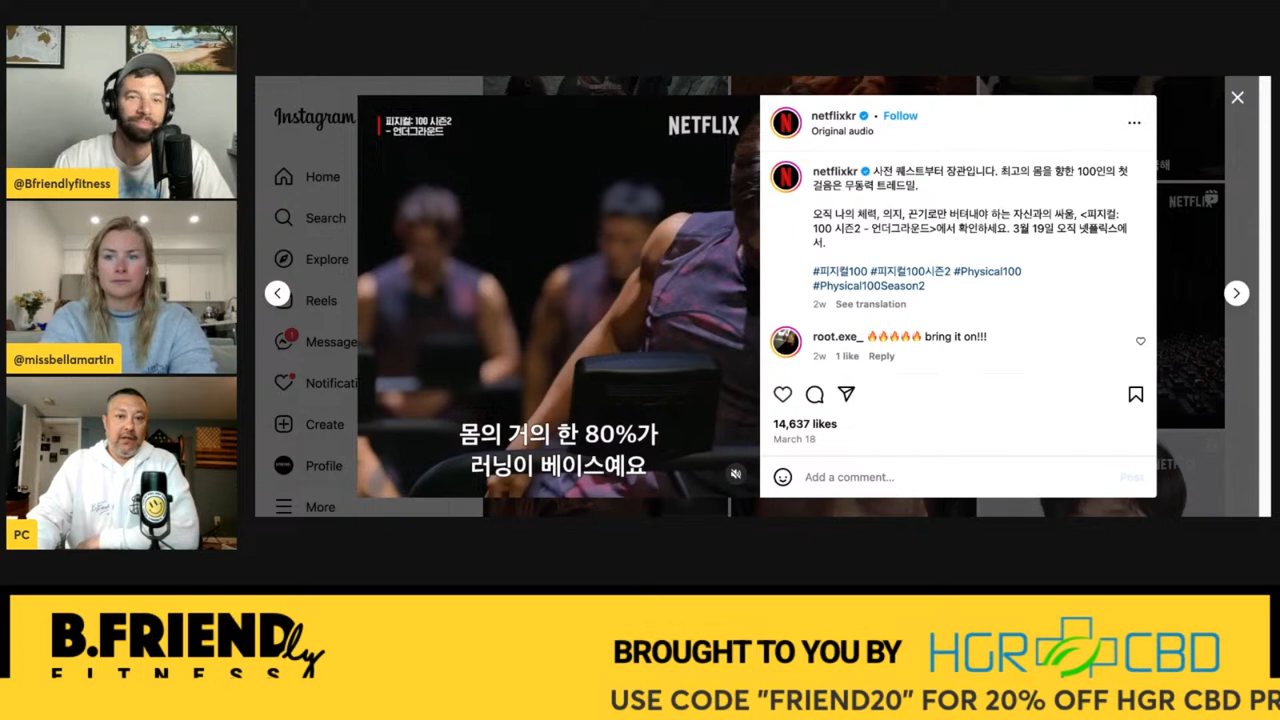 @Bfriendlyfitness
@missbellamartin
PC
Instagram
Home
Search
Explore
Reels
1
Message
Notificati
Create
Profile
More
피지컬: 100 시즌2
- 언더그라운드
NETFLIX
몸의 거의 한 80%가
러닝이 베이스예요
netflixkr • Follow
Original audio
netflixkr 사전 퀘스트부터 장관입니다. 최고의 몸을 향한 100인의 첫
걸음은 무동력 트레드밀.
오직 나의 체력, 의지, 끈기로만 버텨내야 하는 자신과의 싸움, <피지컬:
100 시즌2 - 언더그라운드>에서 확인하세요. 3월 19일 오직 넷플릭스에
서.
#피지컬100 #피지컬100시즌2 #Physical100
#Physical100Season2
2w See translation
root.exe_ 🔥🔥🔥🔥🔥 bring it on!!!
2w 1 like Reply
14,637 likes
March 18
Add a comment...
Post
NETFLIX
B.FRIENDly
FITNESS
BROUGHT TO YOU BY
HGR CBD
USE CODE "FRIEND20" FOR 20% OFF HGR CBD PR